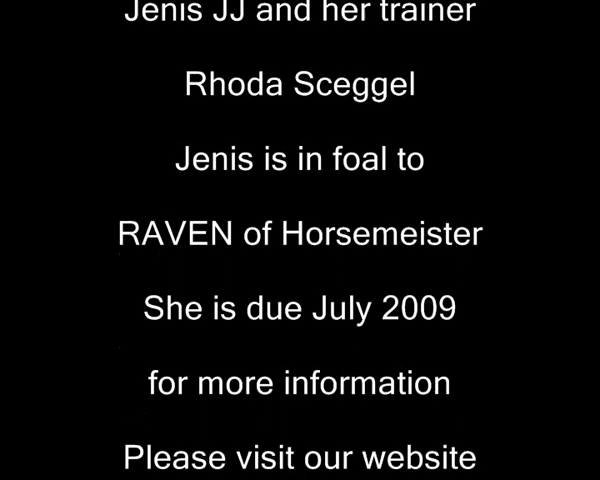 Jenis JJ and her trainer
Rhoda Sceggel
Jenis is in foal to
RAVEN of Horsemeister
She is due July 2009
for more information
Please visit our website